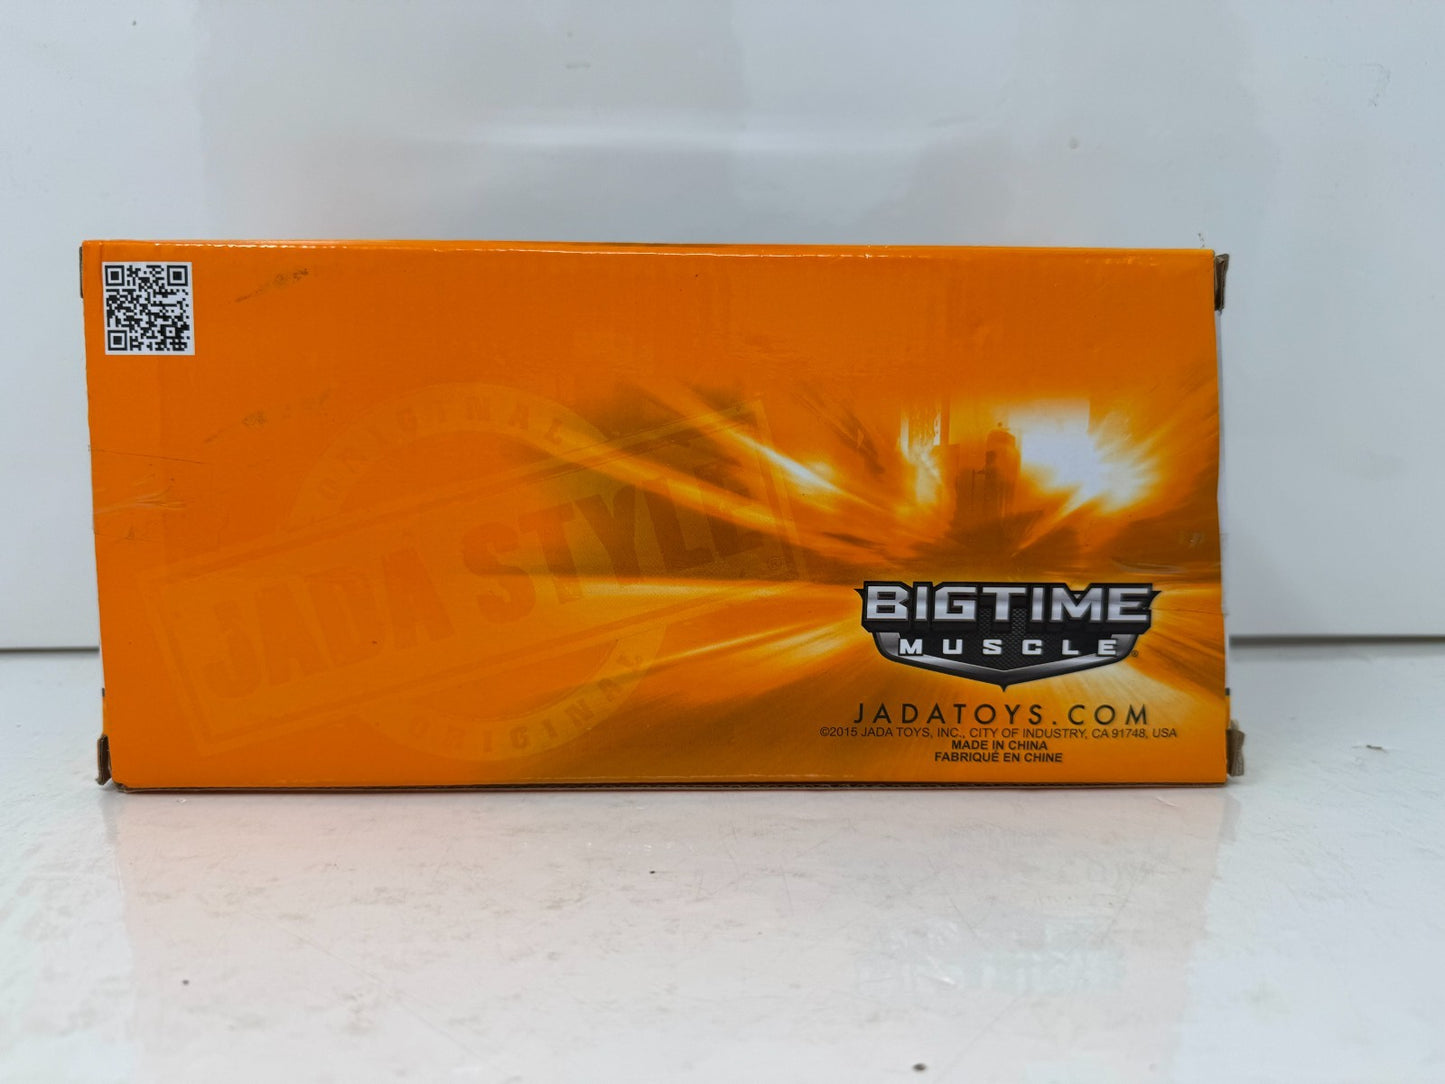 ORIGINAL
JADA STYLE
ORIGINAL
BIGTIME
MUSCLE®
JADATOYS.COM
©2015 JADA TOYS, INC., CITY OF INDUSTRY, CA 91748, USA
MADE IN CHINA
FABRIQUÉ EN CHINE